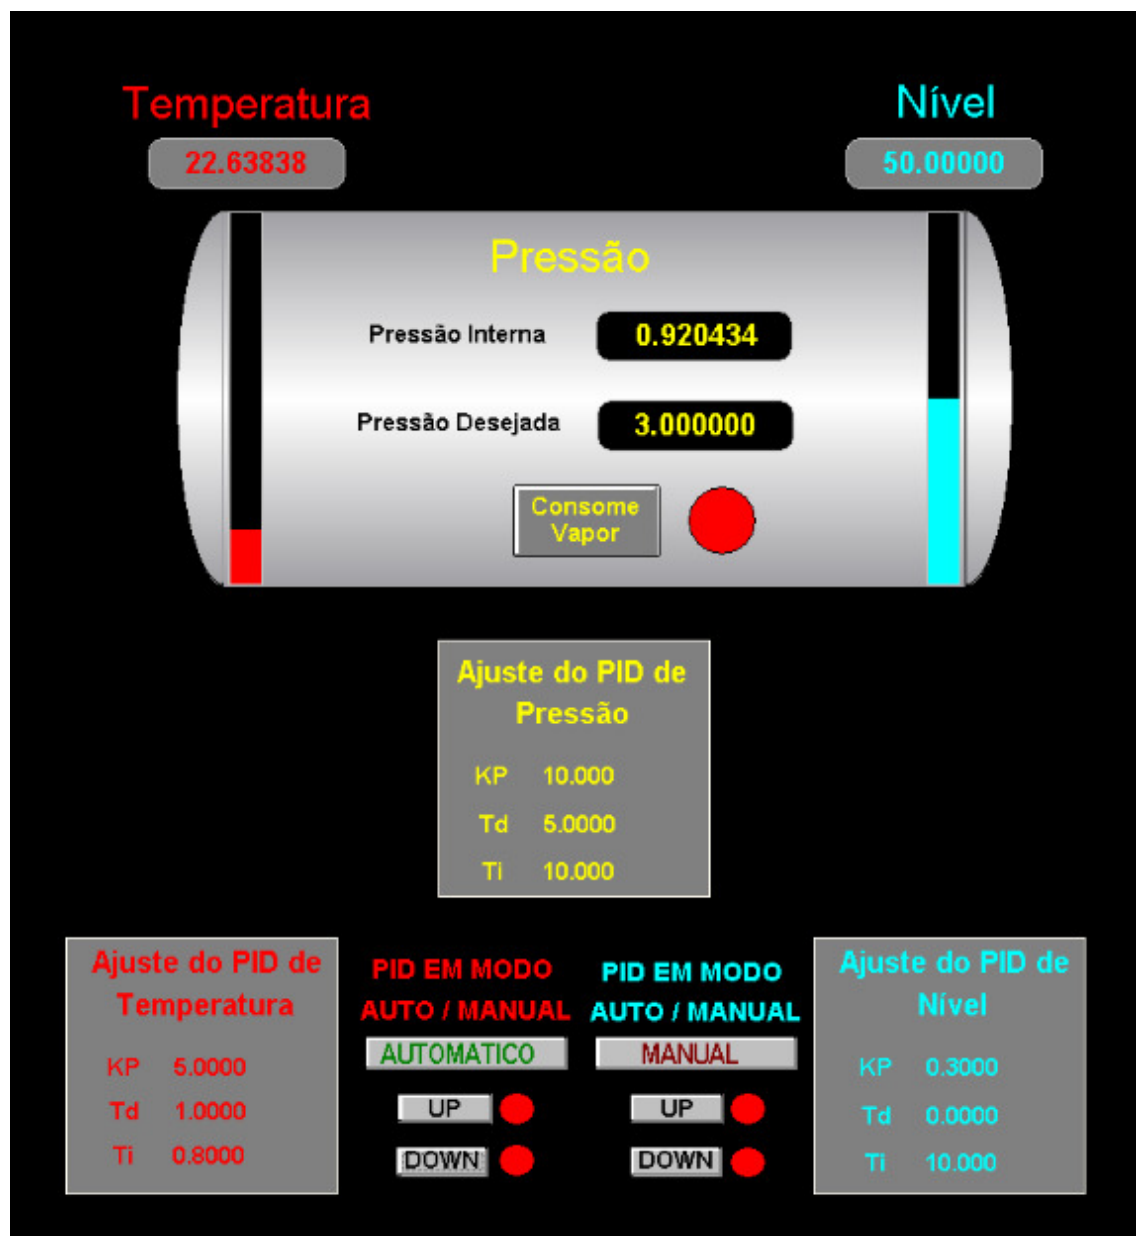 Temperatura
Nível
22.63838
50.00000
Pressão
Pressão Interna
0.920434
Pressão Desejada
3.000000
Consome
Vapor
Ajuste do PID de
Pressão
KP 10.000
Td 5.0000
Ti 10.000
Ajuste do PID de
Temperatura
KP 5.0000
Td 1.0000
Ti 0.8000
PID EM MODO
AUTO / MANUAL
AUTOMATICO
UP
DOWN
PID EM MODO
AUTO / MANUAL
MANUAL
UP
DOWN
Ajuste do PID de
Nível
KP 0.3000
Td 0.0000
Ti 10.000